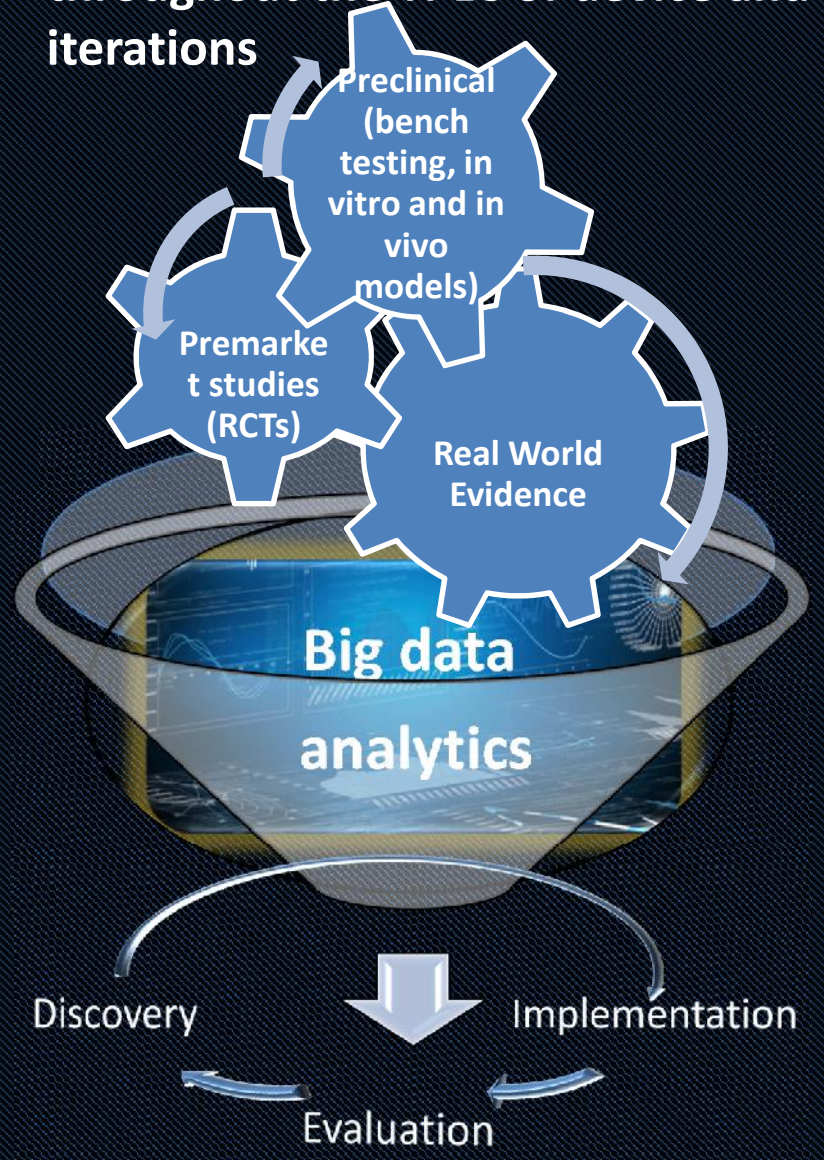 iterations
Preclinical
(bench
testing, in
vitro and in
vivo
models)
Premarke
t studies
(RCTs)
Real World
Evidence
Big data
analytics
Discovery
Implementation
Evaluation